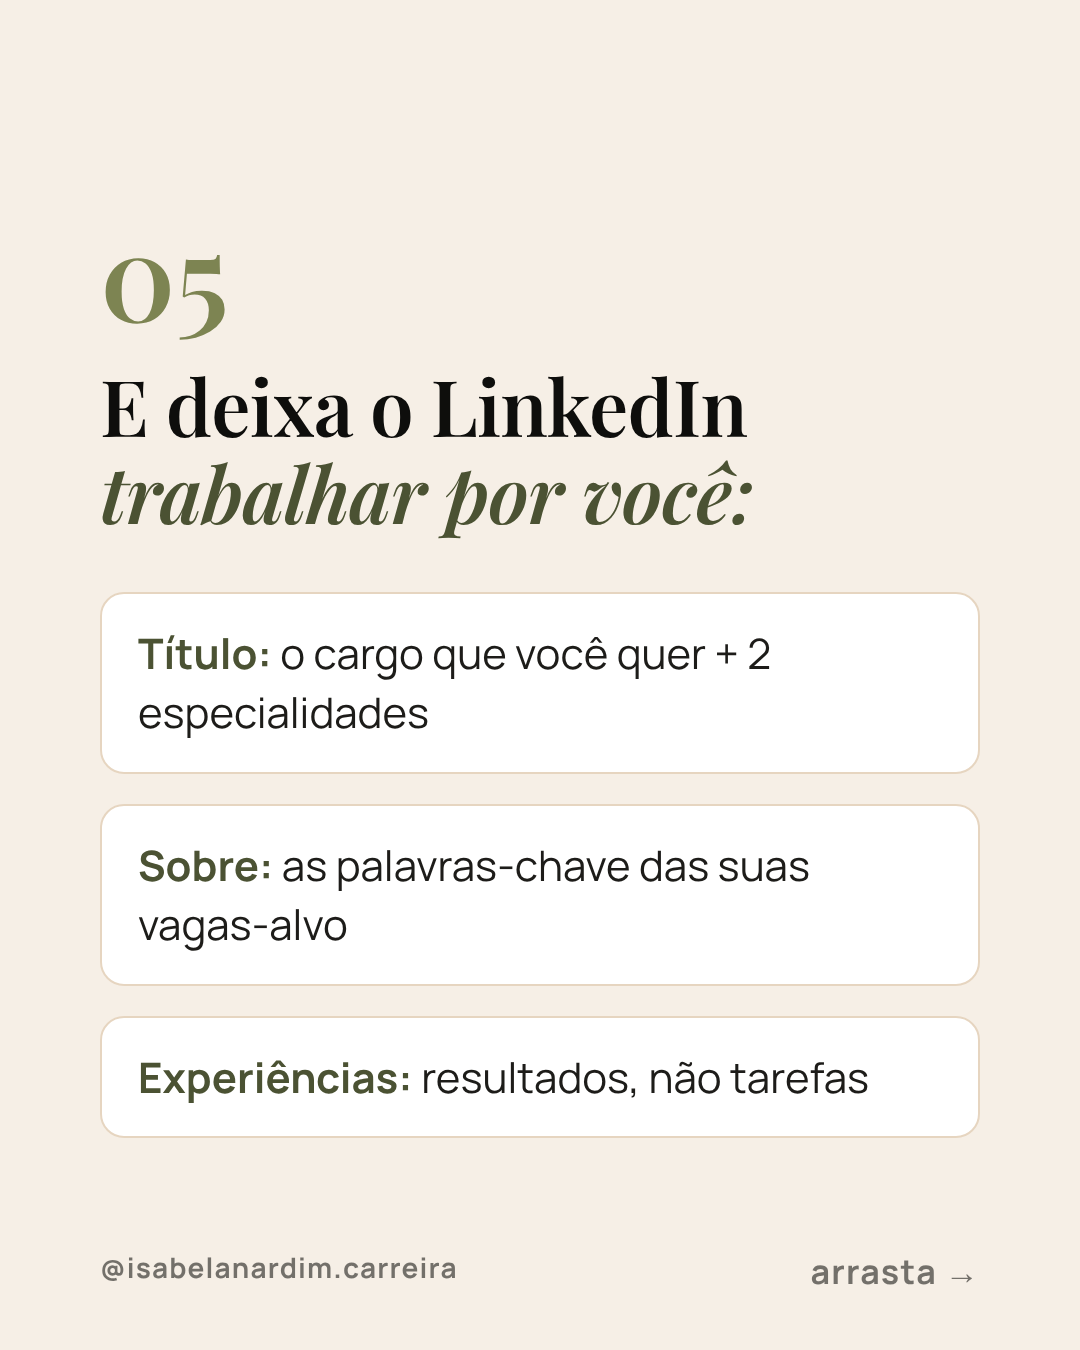 05
E deixa o LinkedIn
trabalhar por você:
Título: o cargo que você quer + 2
especialidades
Sobre: as palavras-chave das suas
vagas-alvo
Experiências: resultados, não tarefas
@isabelanardim.carreira
arrasta →